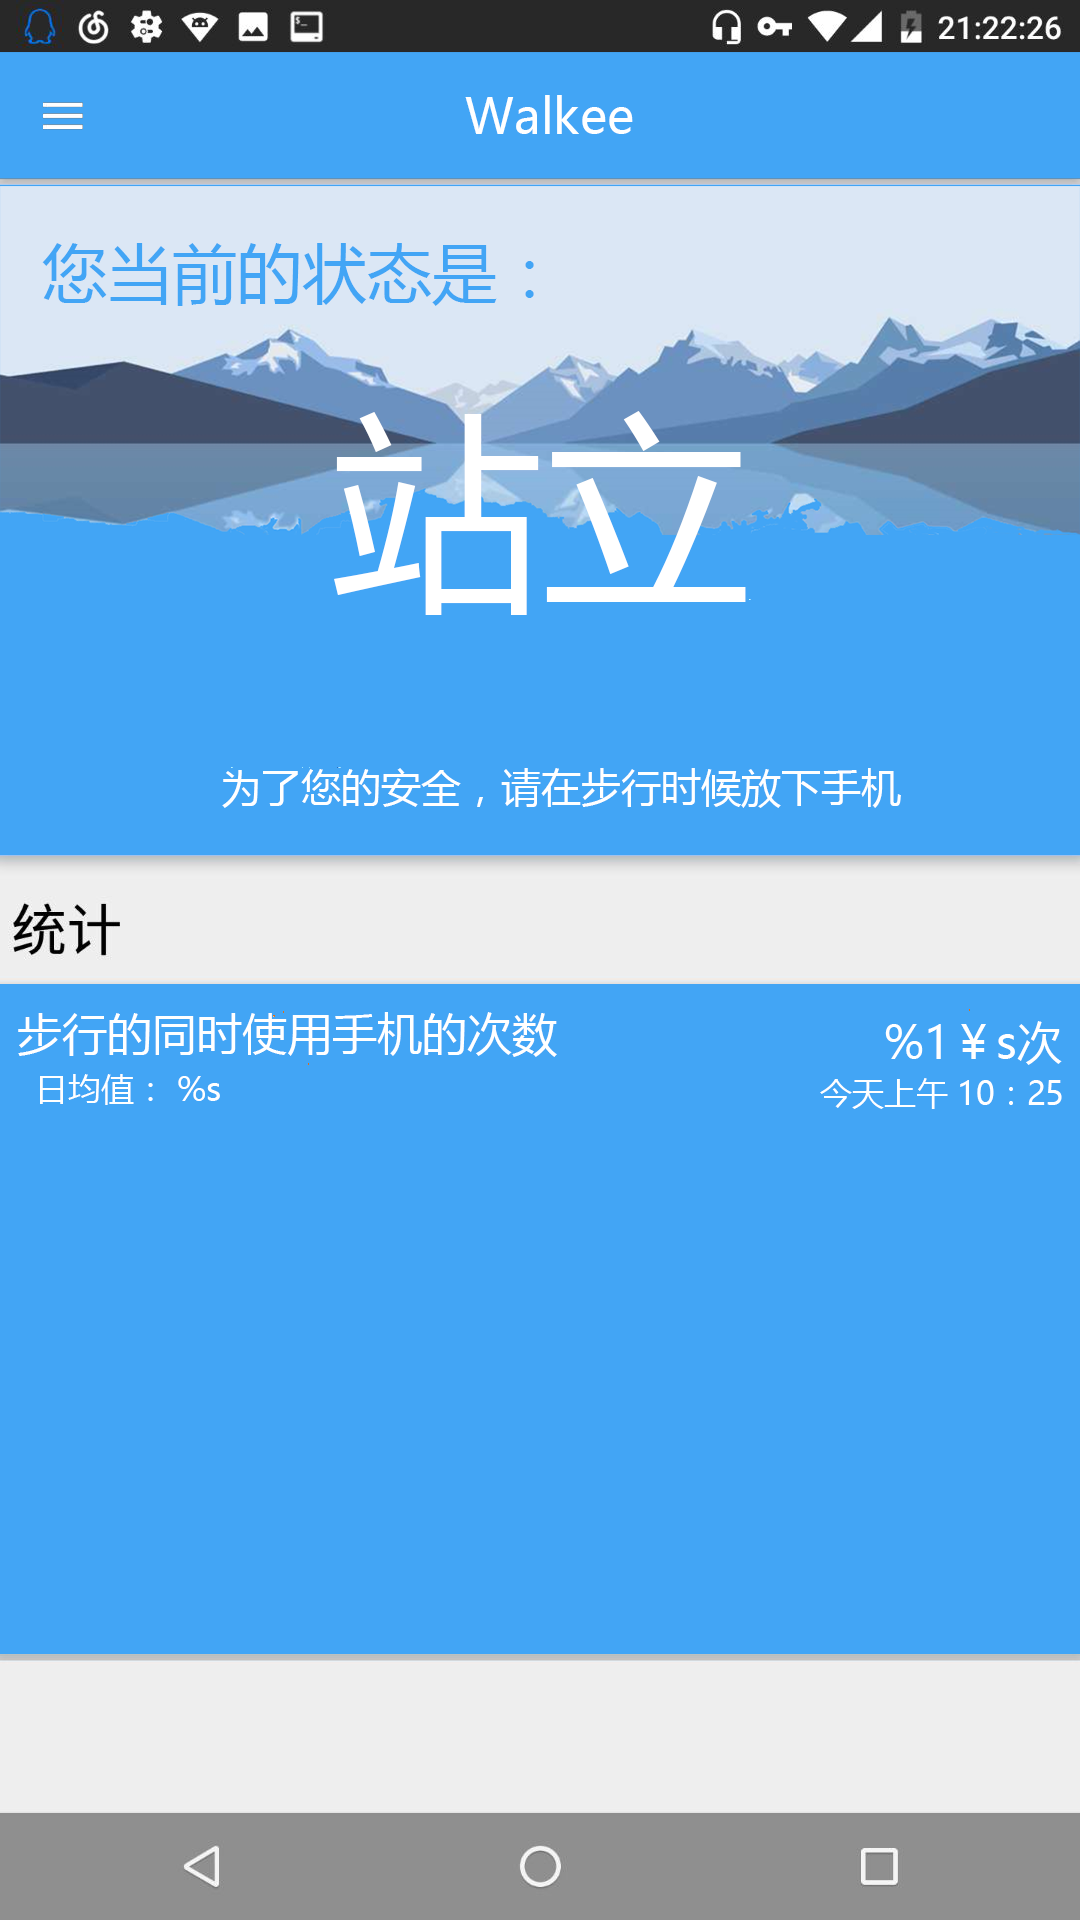 21:22:26
Walkee
您当前的状态是：
站立
为了您的安全，请在步行时候放下手机
统计
步行的同时使用手机的次数
%1￥s次
日均值： %s
今天上午 10：25